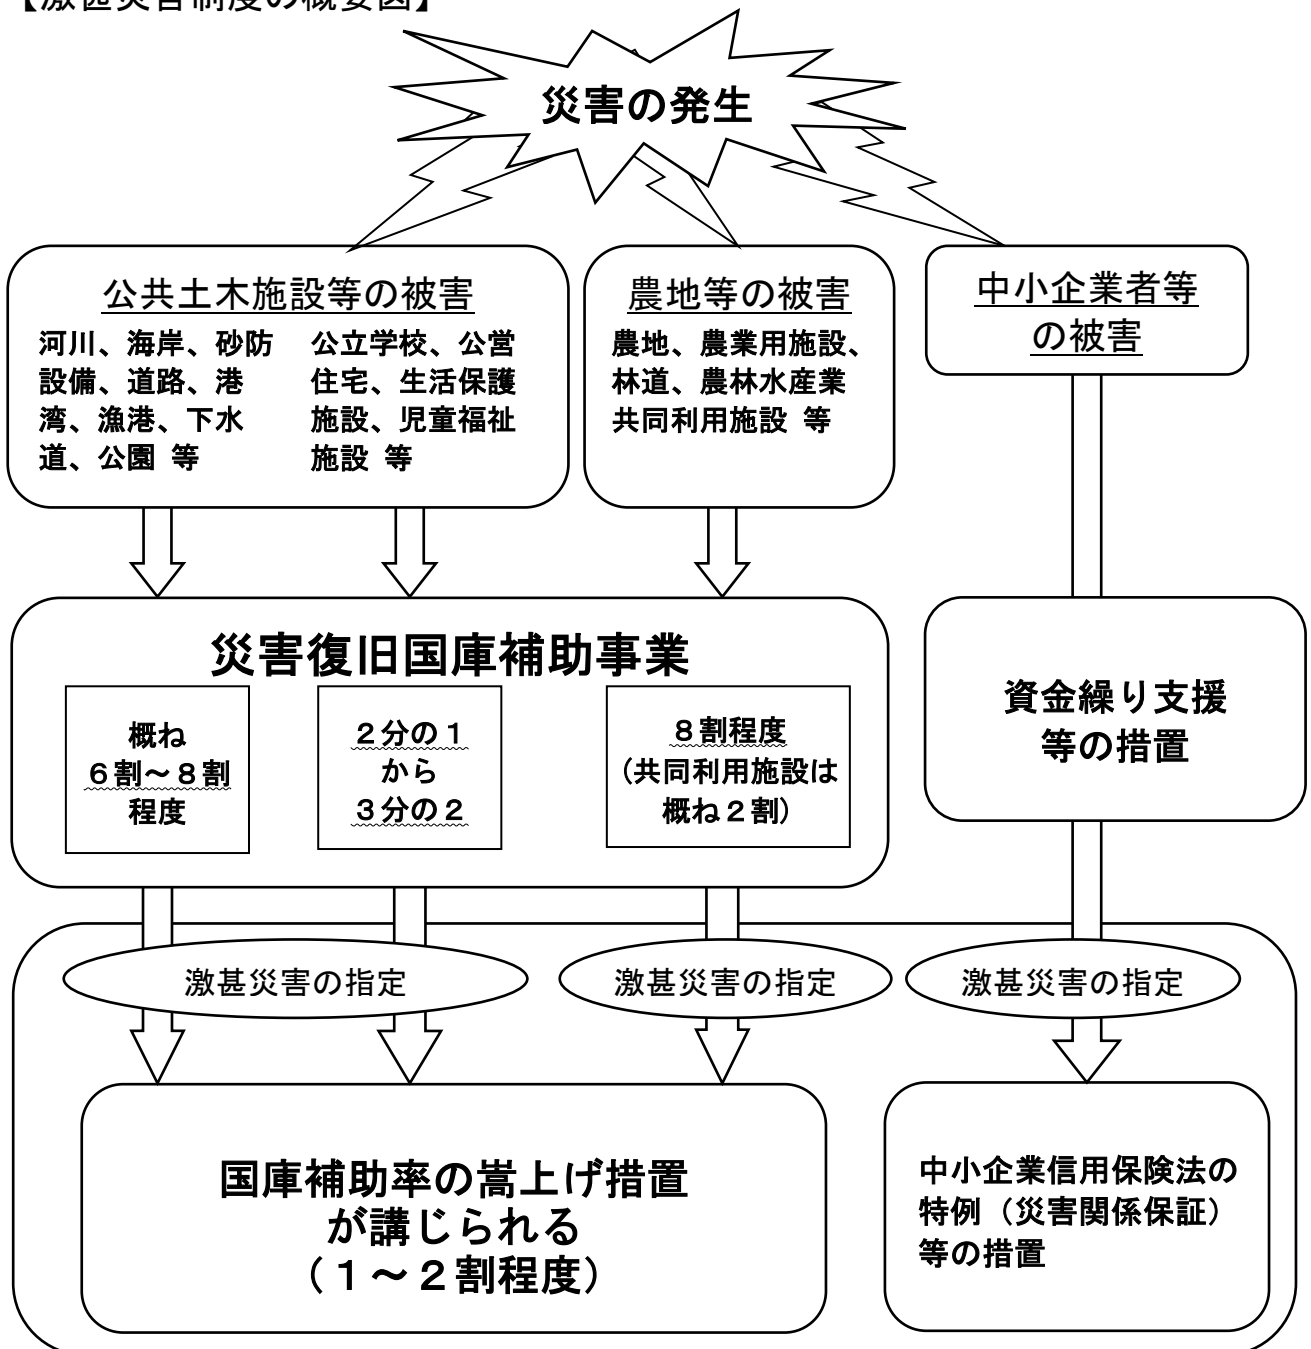 【激甚災害制度の概要図】
災害の発生
公共土木施設等の被害
河川、海岸、砂防
設備、道路、港
湾、漁港、下水
道、公園 等
公立学校、公営
住宅、生活保護
施設、児童福祉
施設 等
農地等の被害
農地、農業用施設、
林道、農林水産業
共同利用施設 等
中小企業者等
の被害
災害復旧国庫補助事業
概ね
６割～８割
程度
２分の１
から
３分の２
８割程度
(共同利用施設は
概ね２割)
資金繰り支援
等の措置
激甚災害の指定
激甚災害の指定
激甚災害の指定
国庫補助率の嵩上げ措置
が講じられる
(１～２割程度)
中小企業信用保険法の
特例（災害関係保証）
等の措置